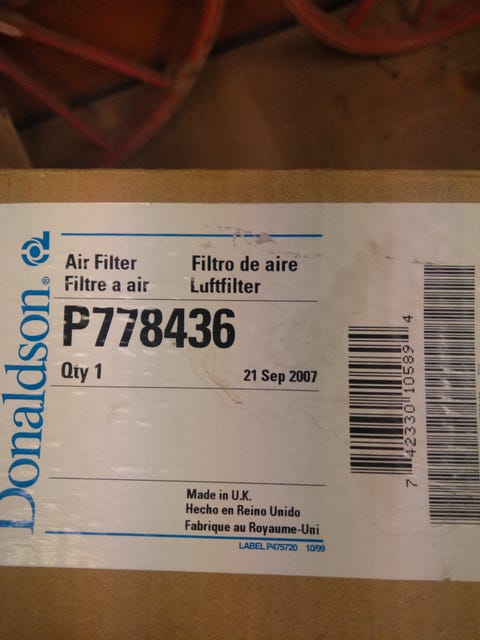 Donaldson®
Air Filter Filtro de aire
Filtre a air Luftfilter
P778436
Qty 1 21 Sep 2007
Made in U.K.
Hecho en Reino Unido
Fabrique au Royaume-Uni
LABEL P475720 10/99
7 42330 10589 4